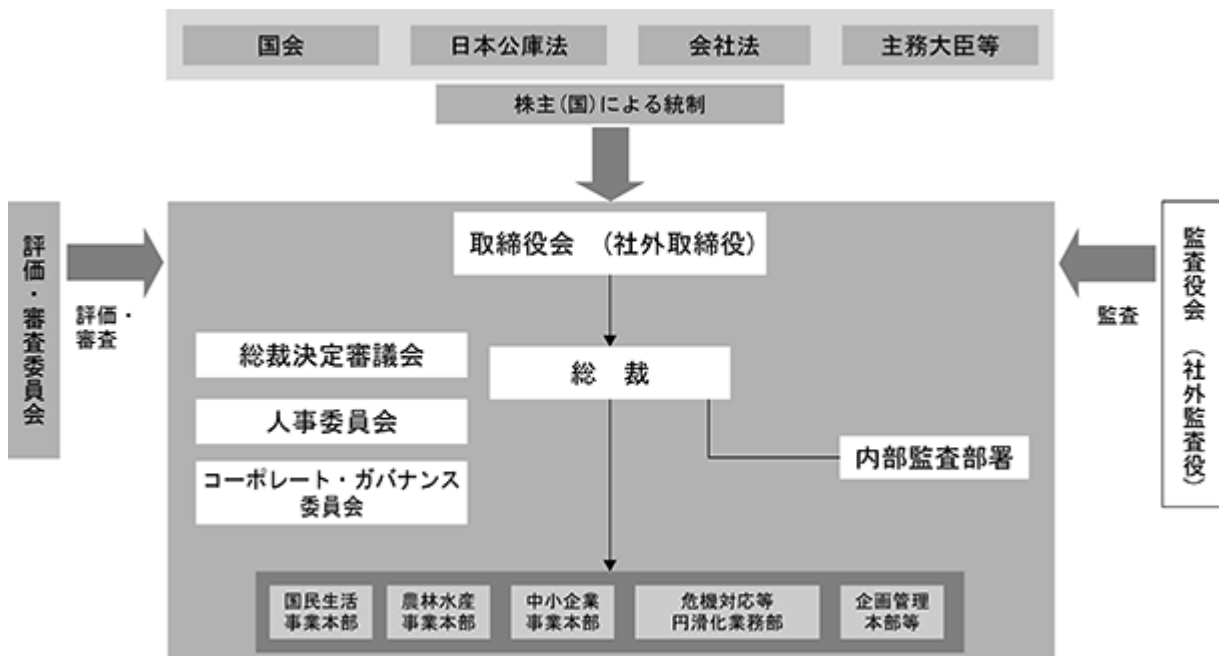 国会
日本公庫法
会社法
主務大臣等
株主(国)による統制
評価・審査委員会
評価・
審査
取締役会 (社外取締役)
総裁決定審議会
総 裁
人事委員会
コーポレート・ガバナンス
委員会
内部監査部署
監査
監査役会 (社外監査役)
国民生活
事業本部
農林水産
事業本部
中小企業
事業本部
危機対応等
円滑化業務部
企画管理
本部等